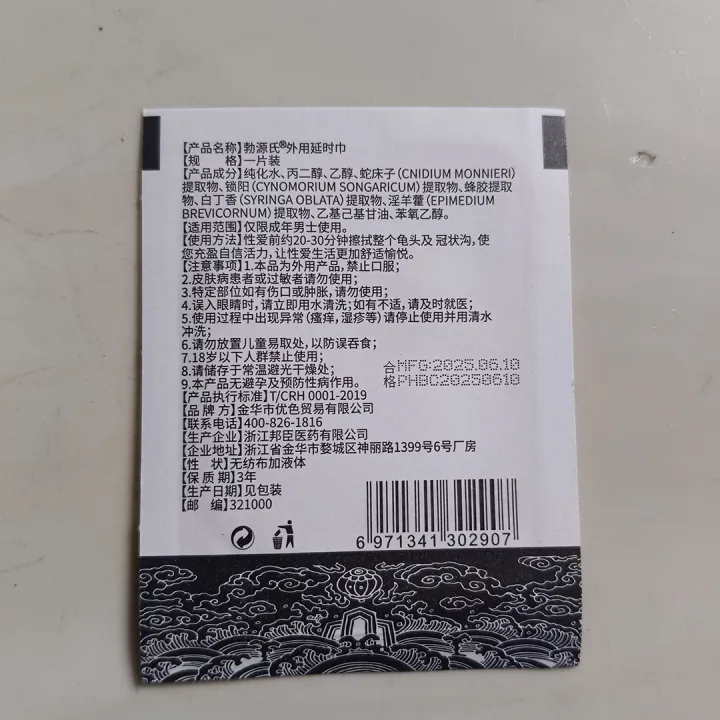 【产品名称】勃源氏®外用延时巾
【规 格】一片装
【产品成分】纯化水、丙二醇、乙醇、蛇床子(CNIDIUM MONNIERI)
提取物、锁阳(CYNOMORIUM SONGARICUM)提取物、蜂胶提取
物、白丁香(SYRINGA OBLATA)提取物、淫羊藿(EPIMEDIUM
BREVICORNUM)提取物、乙基己基甘油、苯氧乙醇。
【适用范围】仅限成年男士使用。
【使用方法】性爱前约20-30分钟擦拭整个龟头及 冠状沟,使
您充盈自信活力,让性爱生活更加舒适愉悦。
【注意事项】1.本品为外用产品,禁止口服;
2.皮肤病患者或过敏者请勿使用;
3.特定部位如有伤口或肿胀,请勿使用;
4.误入眼睛时,请立即用水清洗;如有不适,请及时就医;
5.使用过程中出现异常(瘙痒,湿疹等)请停止使用并用清水
冲洗;
6.请勿放置儿童易取处,以防误吞食;
7.18岁以下人群禁止使用;
8.请储存于常温避光干燥处;
9.本产品无避孕及预防性病作用。
合MFG:2025.06.10
格PHBC20250610
【产品执行标准】T/CRH 0001-2019
【品 牌 方】金华市优色贸易有限公司
【联系电话】400-826-1816
【生产企业】浙江邦臣医药有限公司
【企业地址】浙江省金华市婺城区神丽路1399号6号厂房
【性 状】无纺布加液体
【保 质 期】3年
【生产日期】见包装
【邮 编】321000
6 971341 302907